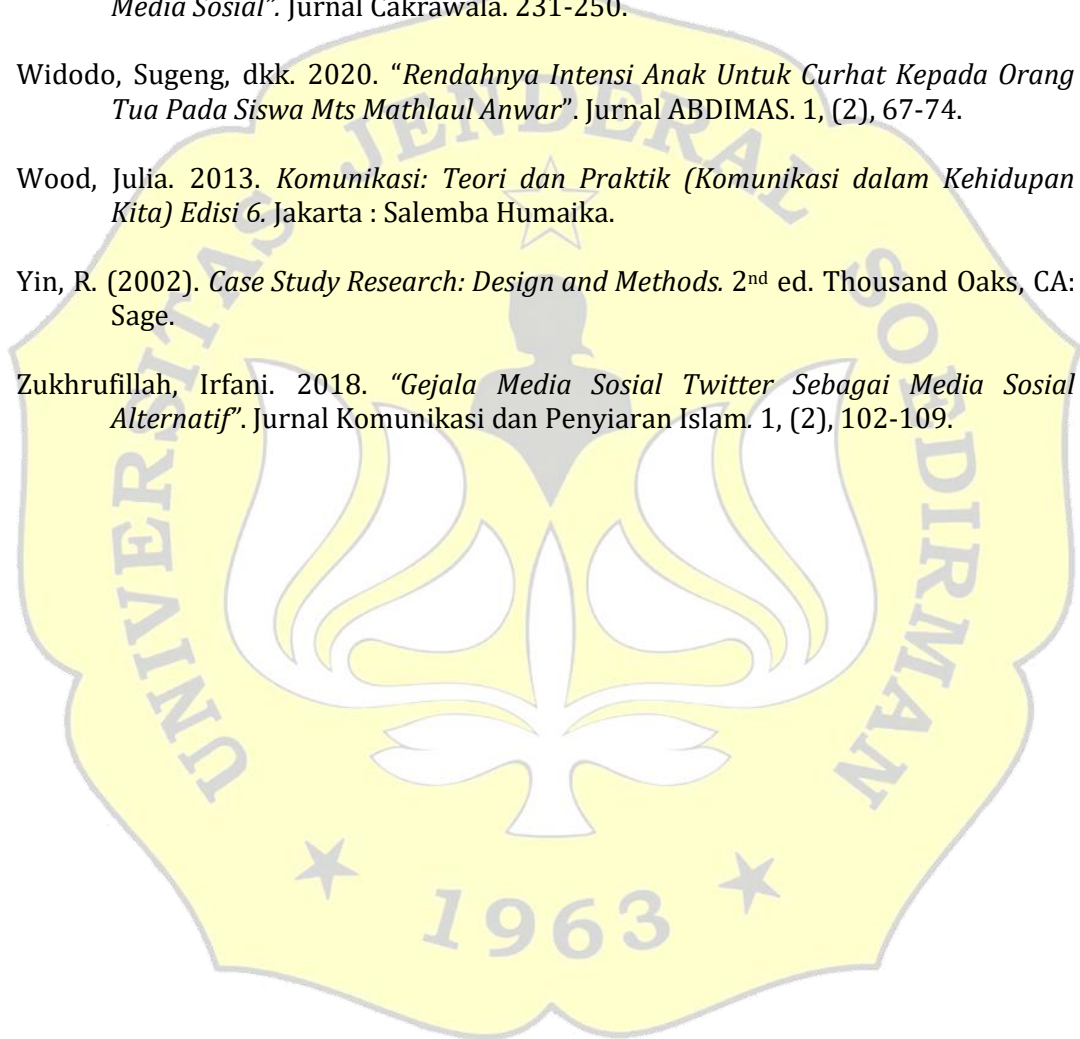 Media Sosial”. Jurnal Cakrawala. 231-250.
Widodo, Sugeng, dkk. 2020. “Rendahnya Intensi Anak Untuk Curhat Kepada Orang
Tua Pada Siswa Mts Mathlaul Anwar”. Jurnal ABDIMAS. 1, (2), 67-74.
Wood, Julia. 2013. Komunikasi: Teori dan Praktik (Komunikasi dalam Kehidupan
Kita) Edisi 6. Jakarta : Salemba Humaika.
Yin, R. (2002). Case Study Research: Design and Methods. 2nd ed. Thousand Oaks, CA:
Sage.
Zukhrufillah, Irfani. 2018. “Gejala Media Sosial Twitter Sebagai Media Sosial
Alternatif”. Jurnal Komunikasi dan Penyiaran Islam. 1, (2), 102-109.
UNIVERSITAS JENDERAL SOEDIRMAN
1963